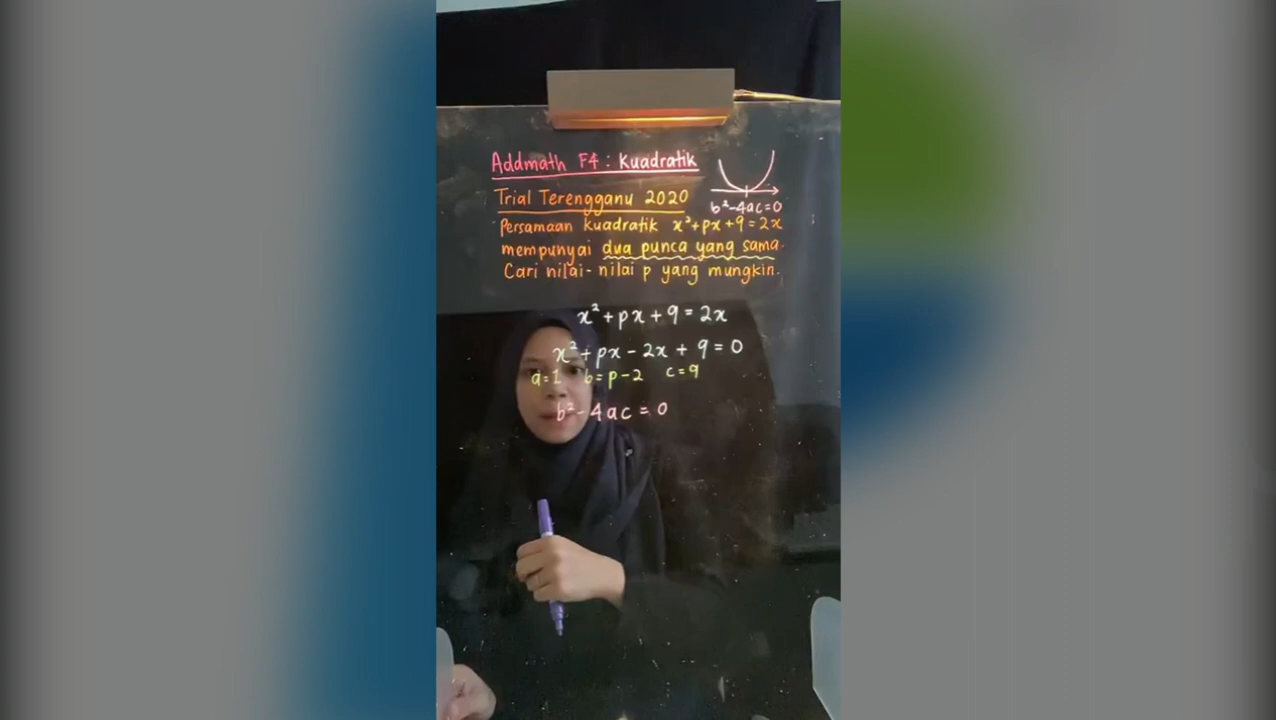 Addmath F4 : Kuadratik
Trial Terengganu 2020
b²-4ac=0
Persamaan kuadratik x²+px+9=2x
mempunyai dua punca yang sama.
Cari nilai-nilai p yang mungkin.
x²+px+9=2x
x²+px-2x+9=0
a=1 b=p-2 c=9
b²-4ac=0